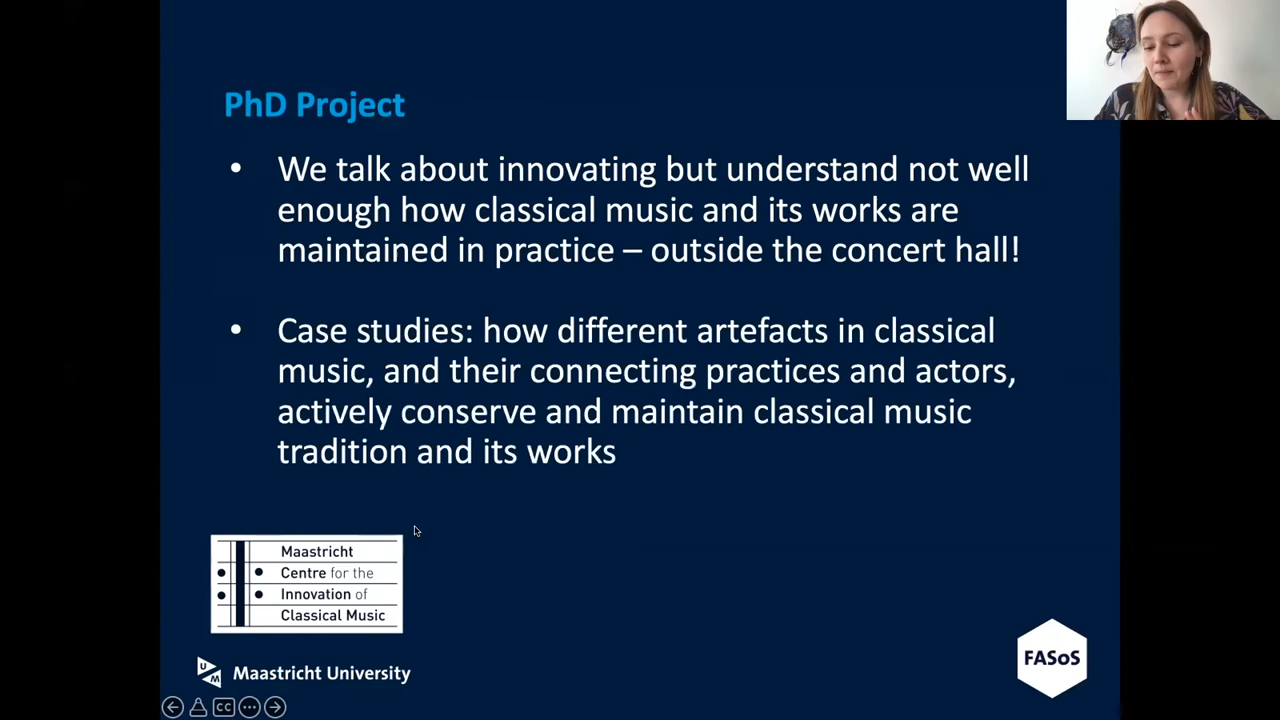 PhD Project
• We talk about innovating but understand not well
enough how classical music and its works are
maintained in practice – outside the concert hall!
• Case studies: how different artefacts in classical
music, and their connecting practices and actors,
actively conserve and maintain classical music
tradition and its works
Maastricht
Centre for the
Innovation of
Classical Music
UM Maastricht University
FASoS
CC